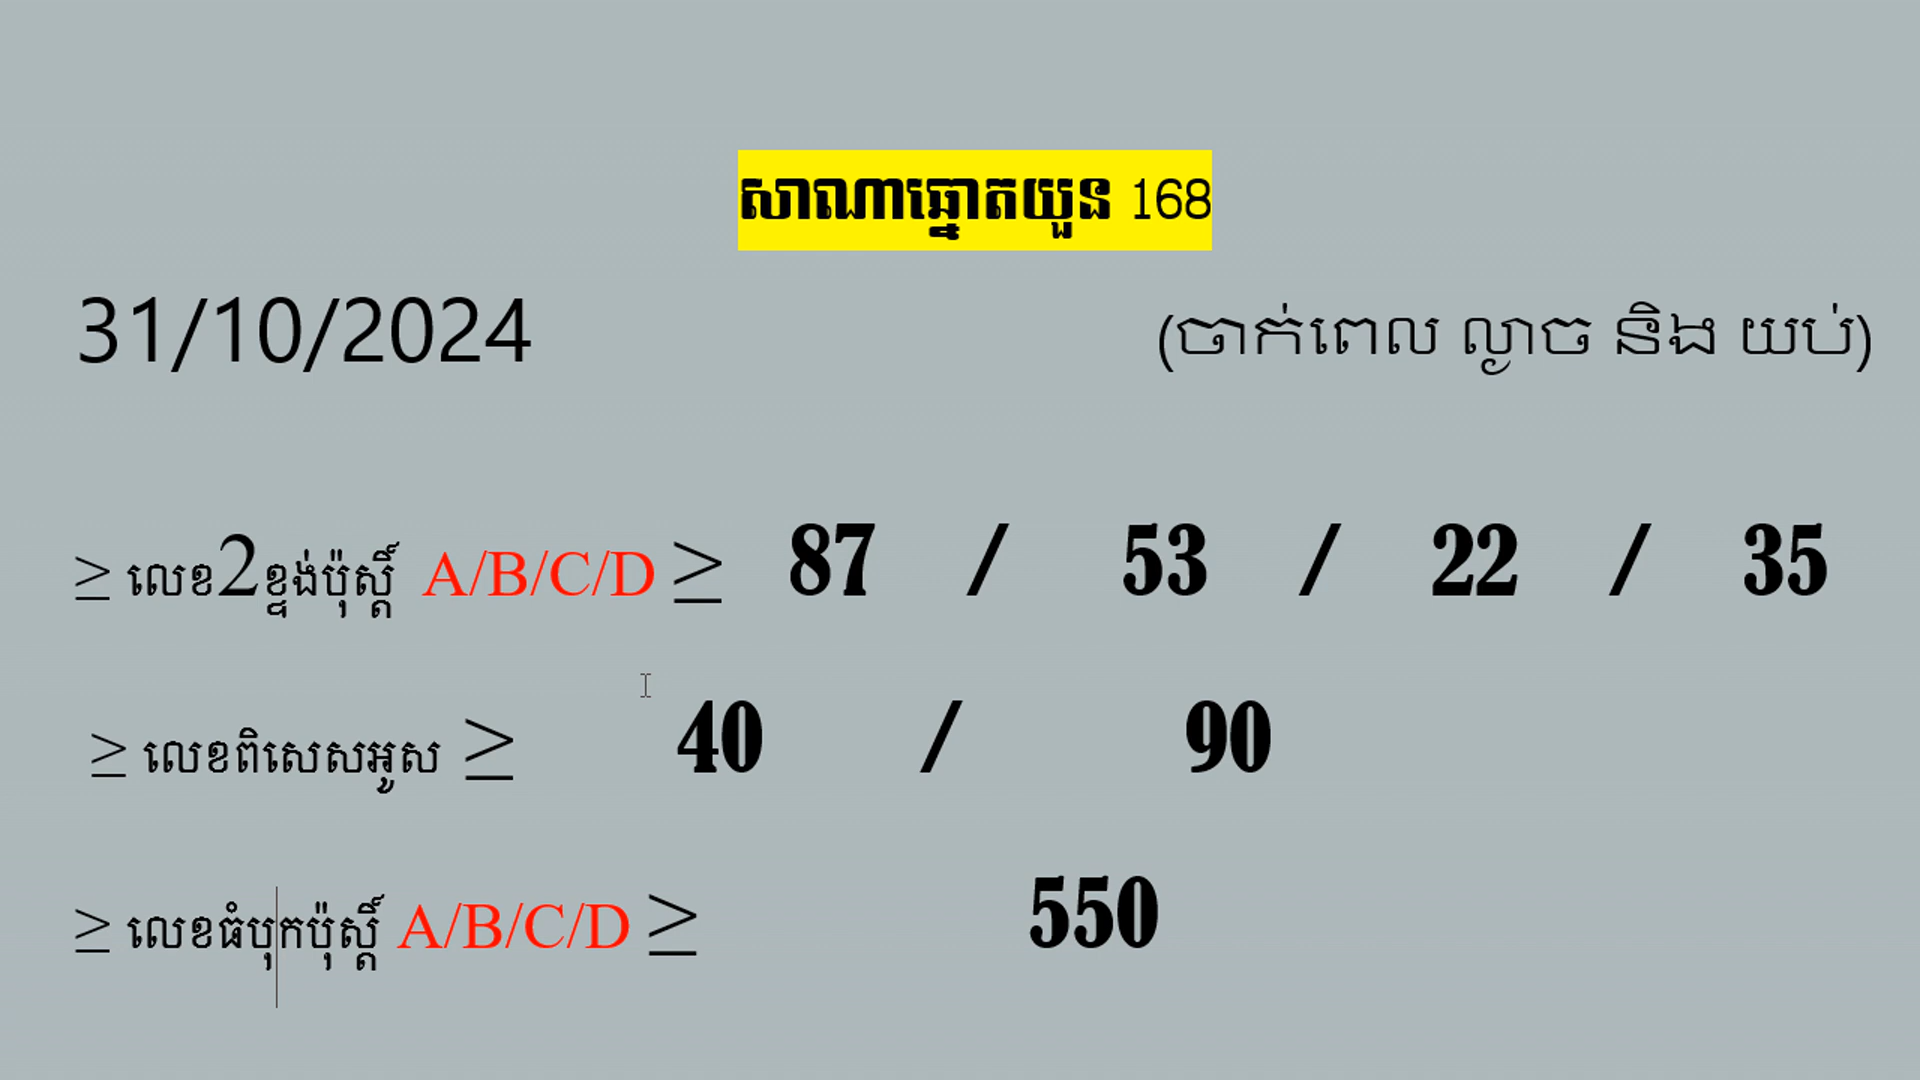 សាណាឆ្នោតយួន 168
31/10/2024 (ចាក់ពេល ល្ងាច និង យប់)
≥ លេខ2ខ្ទង់ប៉ុស្តិ៍ A/B/C/D ≥ 87 / 53 / 22 / 35
≥ លេខពិសេសអូស ≥ 40 / 90
≥ លេខធំបុកប៉ុស្តិ៍ A/B/C/D ≥ 550